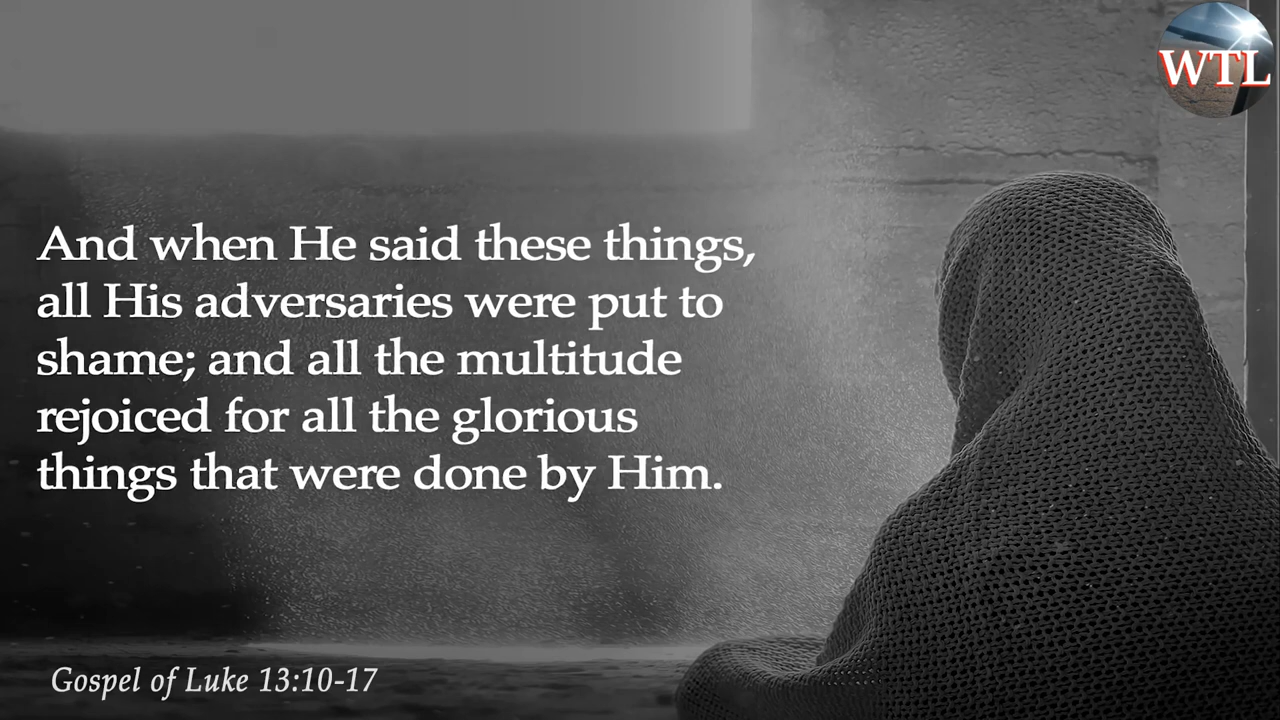 WTL
And when He said these things,
all His adversaries were put to
shame; and all the multitude
rejoiced for all the glorious
things that were done by Him.
Gospel of Luke 13:10-17